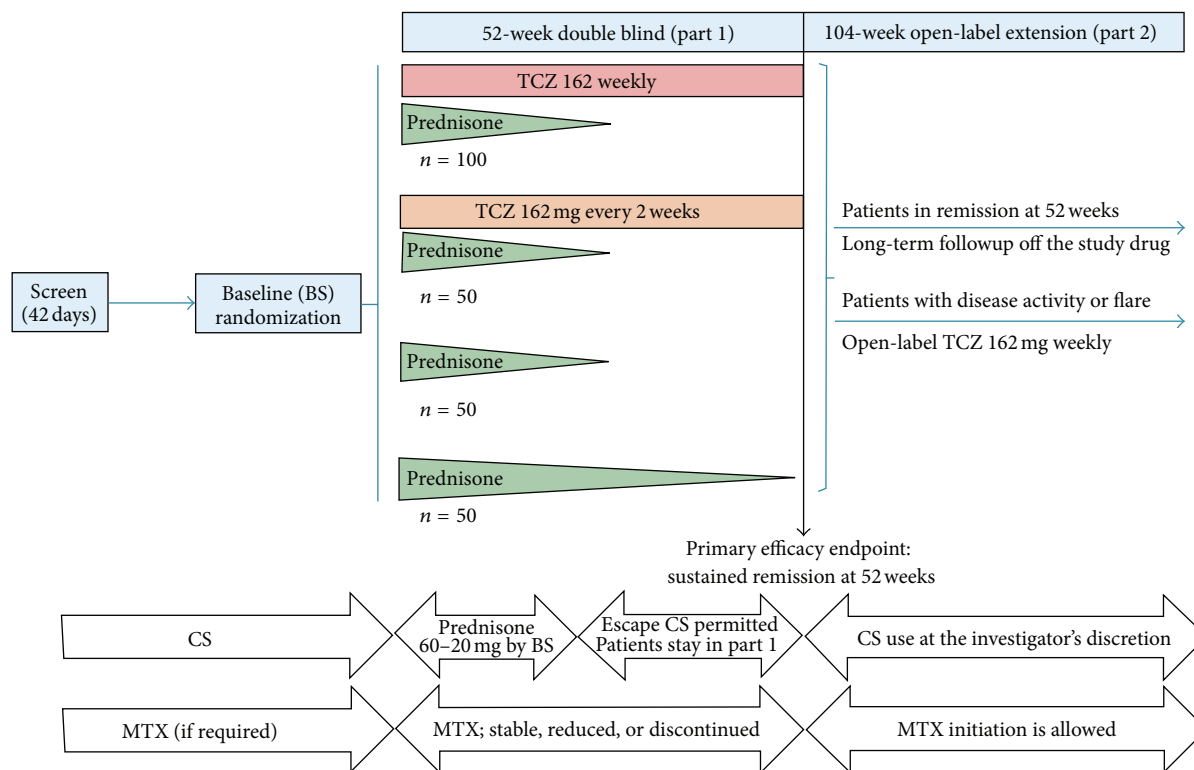 52-week double blind (part 1)
104-week open-label extension (part 2)
TCZ 162 weekly
Prednisone
n = 100
TCZ 162 mg every 2 weeks
Prednisone
n = 50
Prednisone
n = 50
Prednisone
n = 50
Screen
(42 days)
Baseline (BS)
randomization
Patients in remission at 52 weeks
Long-term followup off the study drug
Patients with disease activity or flare
Open-label TCZ 162 mg weekly
Primary efficacy endpoint:
sustained remission at 52 weeks
CS
Prednisone
60–20 mg by BS
Escape CS permitted
Patients stay in part 1
CS use at the investigator's discretion
MTX (if required)
MTX; stable, reduced, or discontinued
MTX initiation is allowed